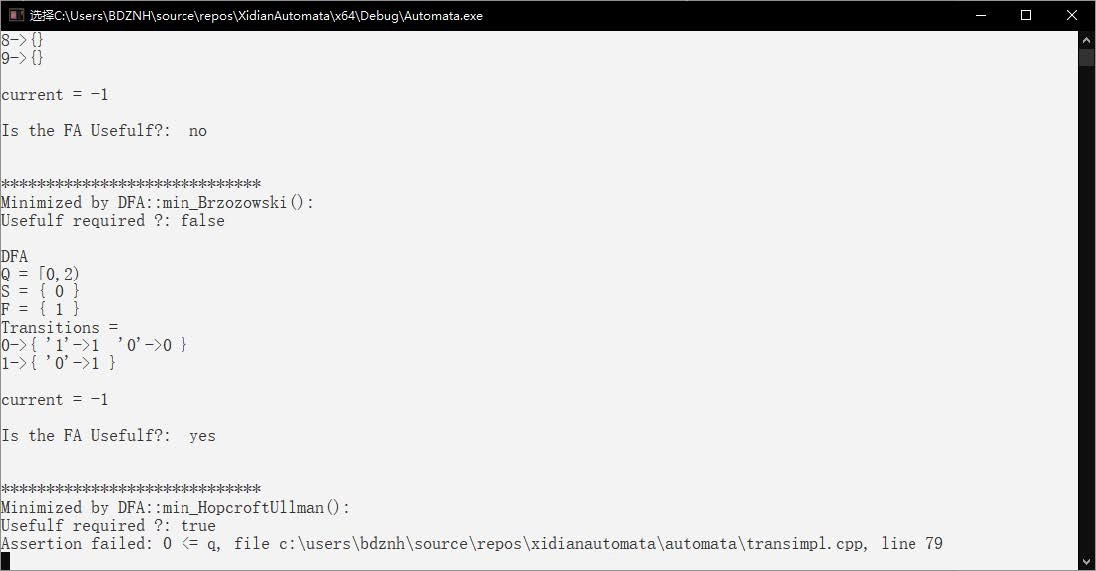 选择C:\Users\BDZNH\source\repos\XidianAutomata\x64\Debug\Automata.exe
8->{}
9->{}
current = -1
Is the FA Usefulf?:  no
*****************************
Minimized by DFA::min_Brzozowski():
Usefulf required ?: false
DFA
Q = [0,2)
S = { 0 }
F = { 1 }
Transitions =
0->{ '1'->1  '0'->0 }
1->{ '0'->1 }
current = -1
Is the FA Usefulf?:  yes
*****************************
Minimized by DFA::min_HopcroftUllman():
Usefulf required ?: true
Assertion failed: 0 <= q, file c:\users\bdznh\source\repos\xidianautomata\automata\transimpl.cpp, line 79